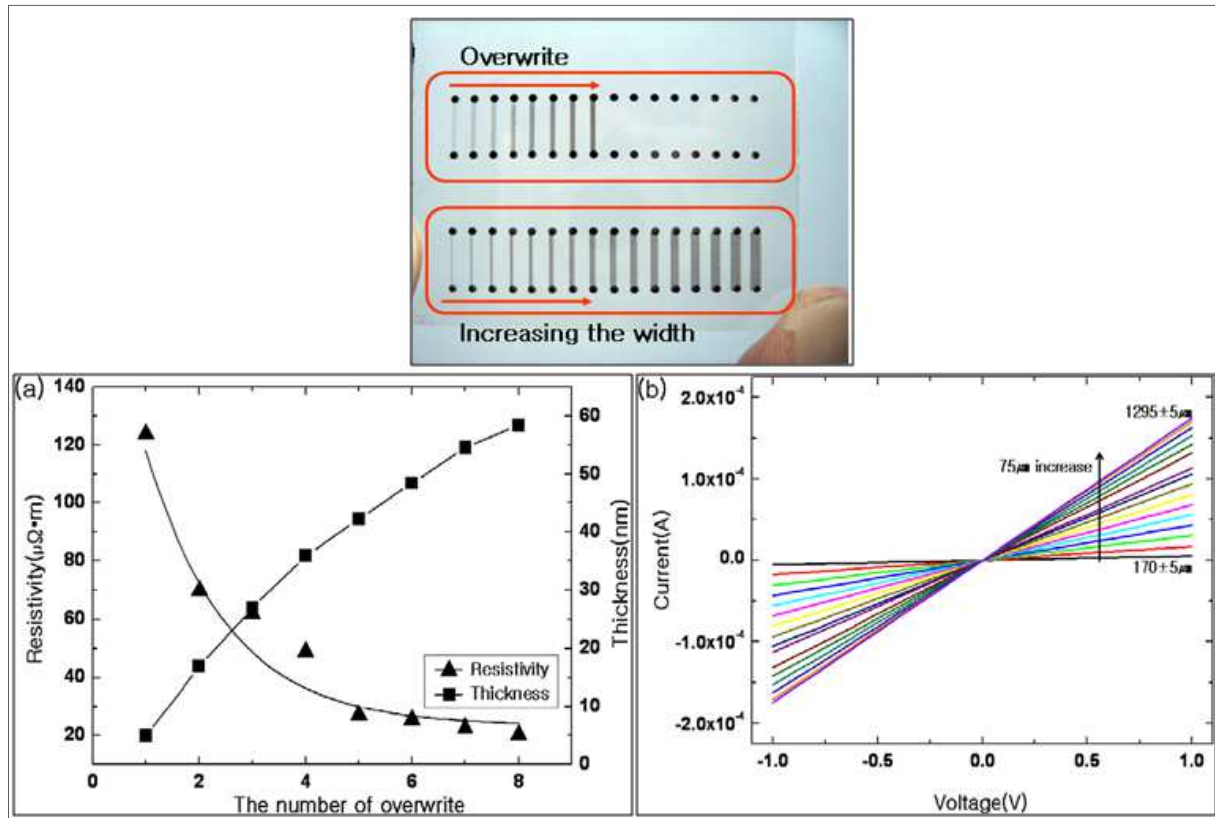 Overwrite
Increasing the width
(a)
140
120
100
80
60
40
20
Resistivity(μΩ•m)
60
50
40
30
20
10
0
Thickness(nm)
Resistivity
Thickness
0
2
4
6
8
The number of overwrite
(b)
2.0x10⁻⁴
1.0x10⁻⁴
0.0
-1.0x10⁻⁴
-2.0x10⁻⁴
Current(A)
1295±5㎛
75㎛ increase
170±5㎛
-1.0
-0.5
0.0
0.5
1.0
Voltage(V)